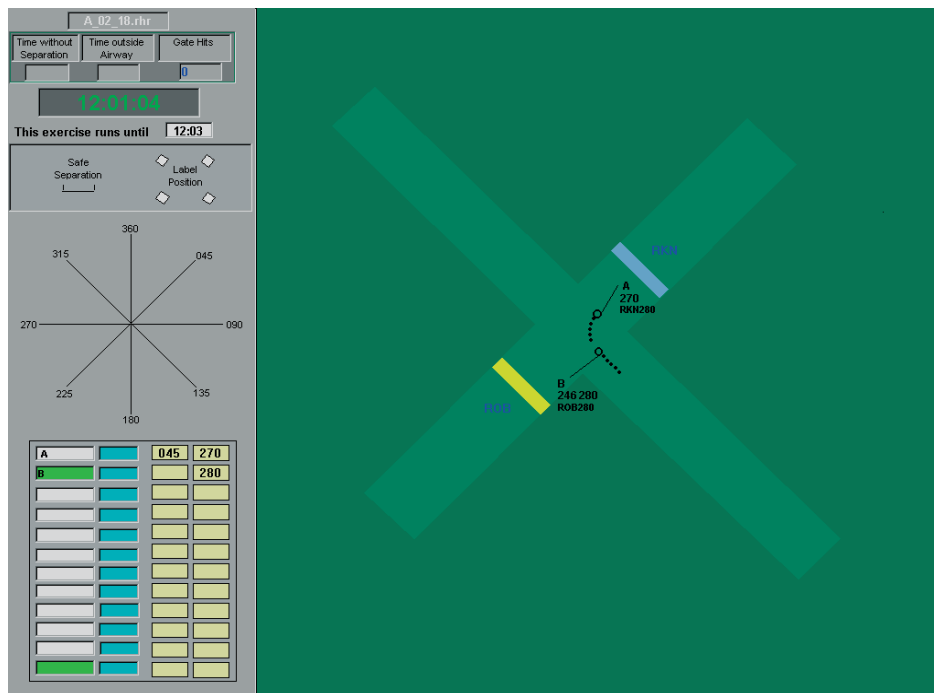 A_02_18.rhr
Time without
Separation
Time outside
Airway
Gate Hits
0
12:01:04
This exercise runs until 12:03
Safe
Separation
Label
Position
360
315
045
270
090
225
135
180
A 045 270
B 280
RKN
A
270
RKN280
B
246 280
ROB280
ROB